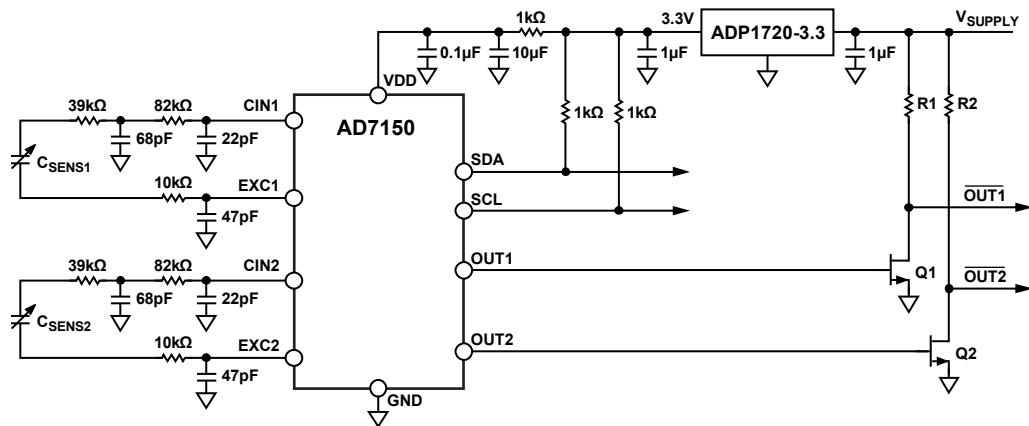 1kΩ
3.3V
ADP1720-3.3
VSUPPLY
0.1µF
10µF
1µF
1µF
VDD
R1
R2
39kΩ
82kΩ
CIN1
AD7150
1kΩ
1kΩ
68pF
22pF
CSENS1
SDA
10kΩ
EXC1
OUT1
SCL
47pF
39kΩ
82kΩ
CIN2
OUT1
Q1
OUT2
68pF
22pF
CSENS2
10kΩ
EXC2
OUT2
Q2
47pF
GND